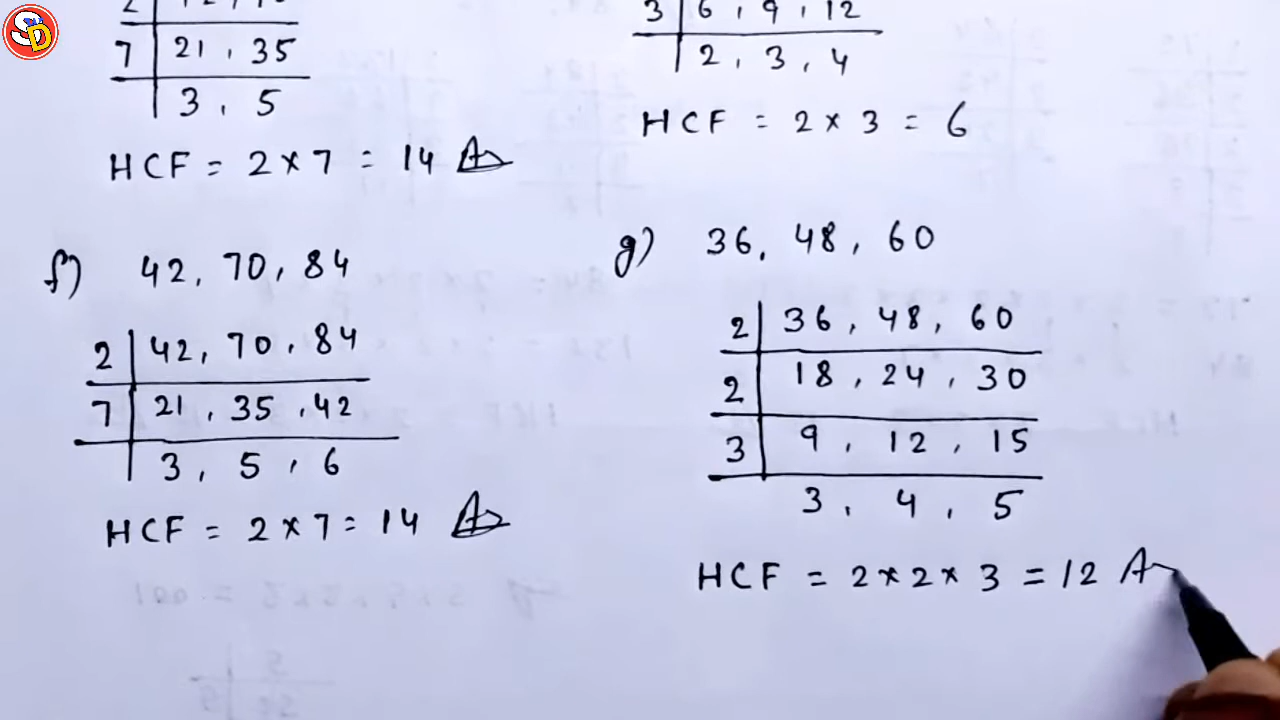 SD
7 | 21, 35
3, 5
HCF = 2 × 7 = 14 As
3 | 6, 9, 12
2, 3, 4
HCF = 2 × 3 = 6
f) 42, 70, 84
2 | 42, 70, 84
7 | 21, 35, 42
3, 5, 6
HCF = 2 × 7 = 14 As
g) 36, 48, 60
2 | 36, 48, 60
2 | 18, 24, 30
3 | 9, 12, 15
3, 4, 5
HCF = 2 × 2 × 3 = 12 A